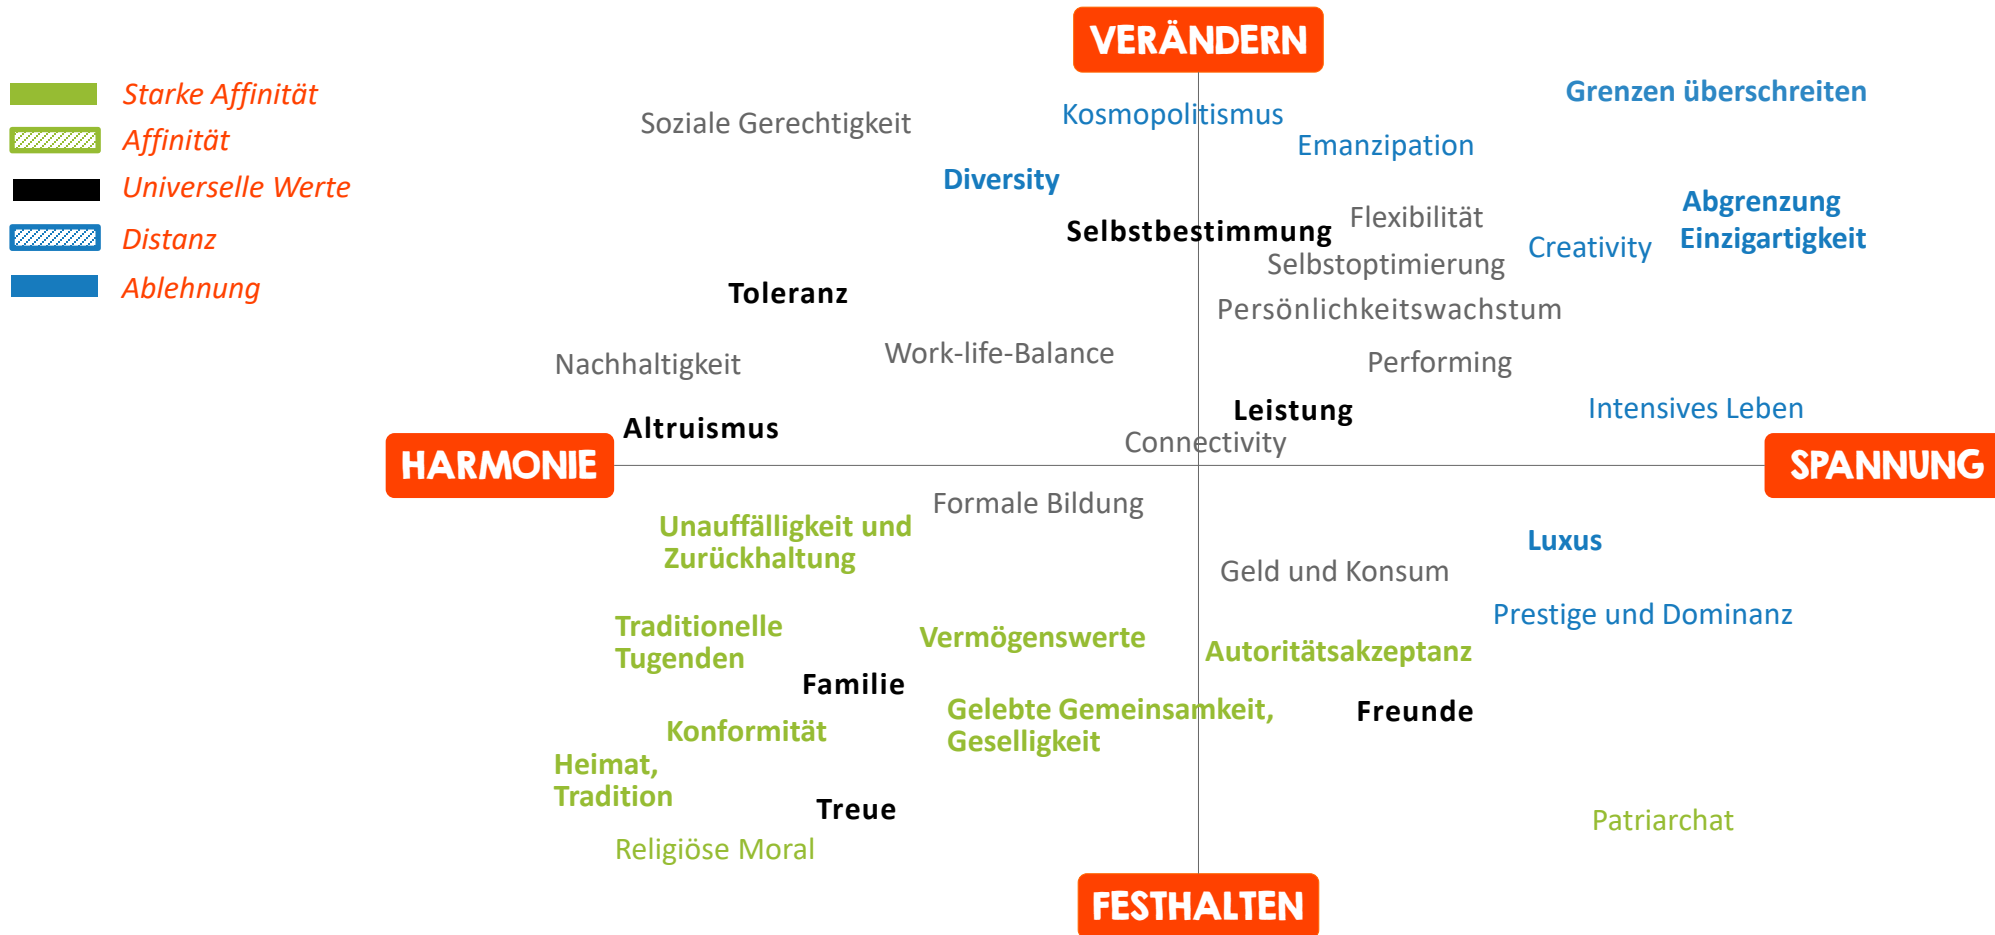 VERÄNDERN
Starke Affinität
Affinität
Universelle Werte
Distanz
Ablehnung
Grenzen überschreiten
Soziale Gerechtigkeit
Kosmopolitismus
Emanzipation
Diversity
Abgrenzung
Einzigartigkeit
Selbstbestimmung
Flexibilität
Creativity
Selbstoptimierung
Toleranz
Persönlichkeitswachstum
Nachhaltigkeit
Work-life-Balance
Performing
Altruismus
Leistung
Intensives Leben
Connectivity
HARMONIE
SPANNUNG
Formale Bildung
Unauffälligkeit und
Zurückhaltung
Luxus
Geld und Konsum
Prestige und Dominanz
Traditionelle
Tugenden
Vermögenswerte
Autoritätsakzeptanz
Familie
Gelebte Gemeinsamkeit,
Geselligkeit
Freunde
Konformität
Heimat,
Tradition
Treue
Patriarchat
Religiöse Moral
FESTHALTEN